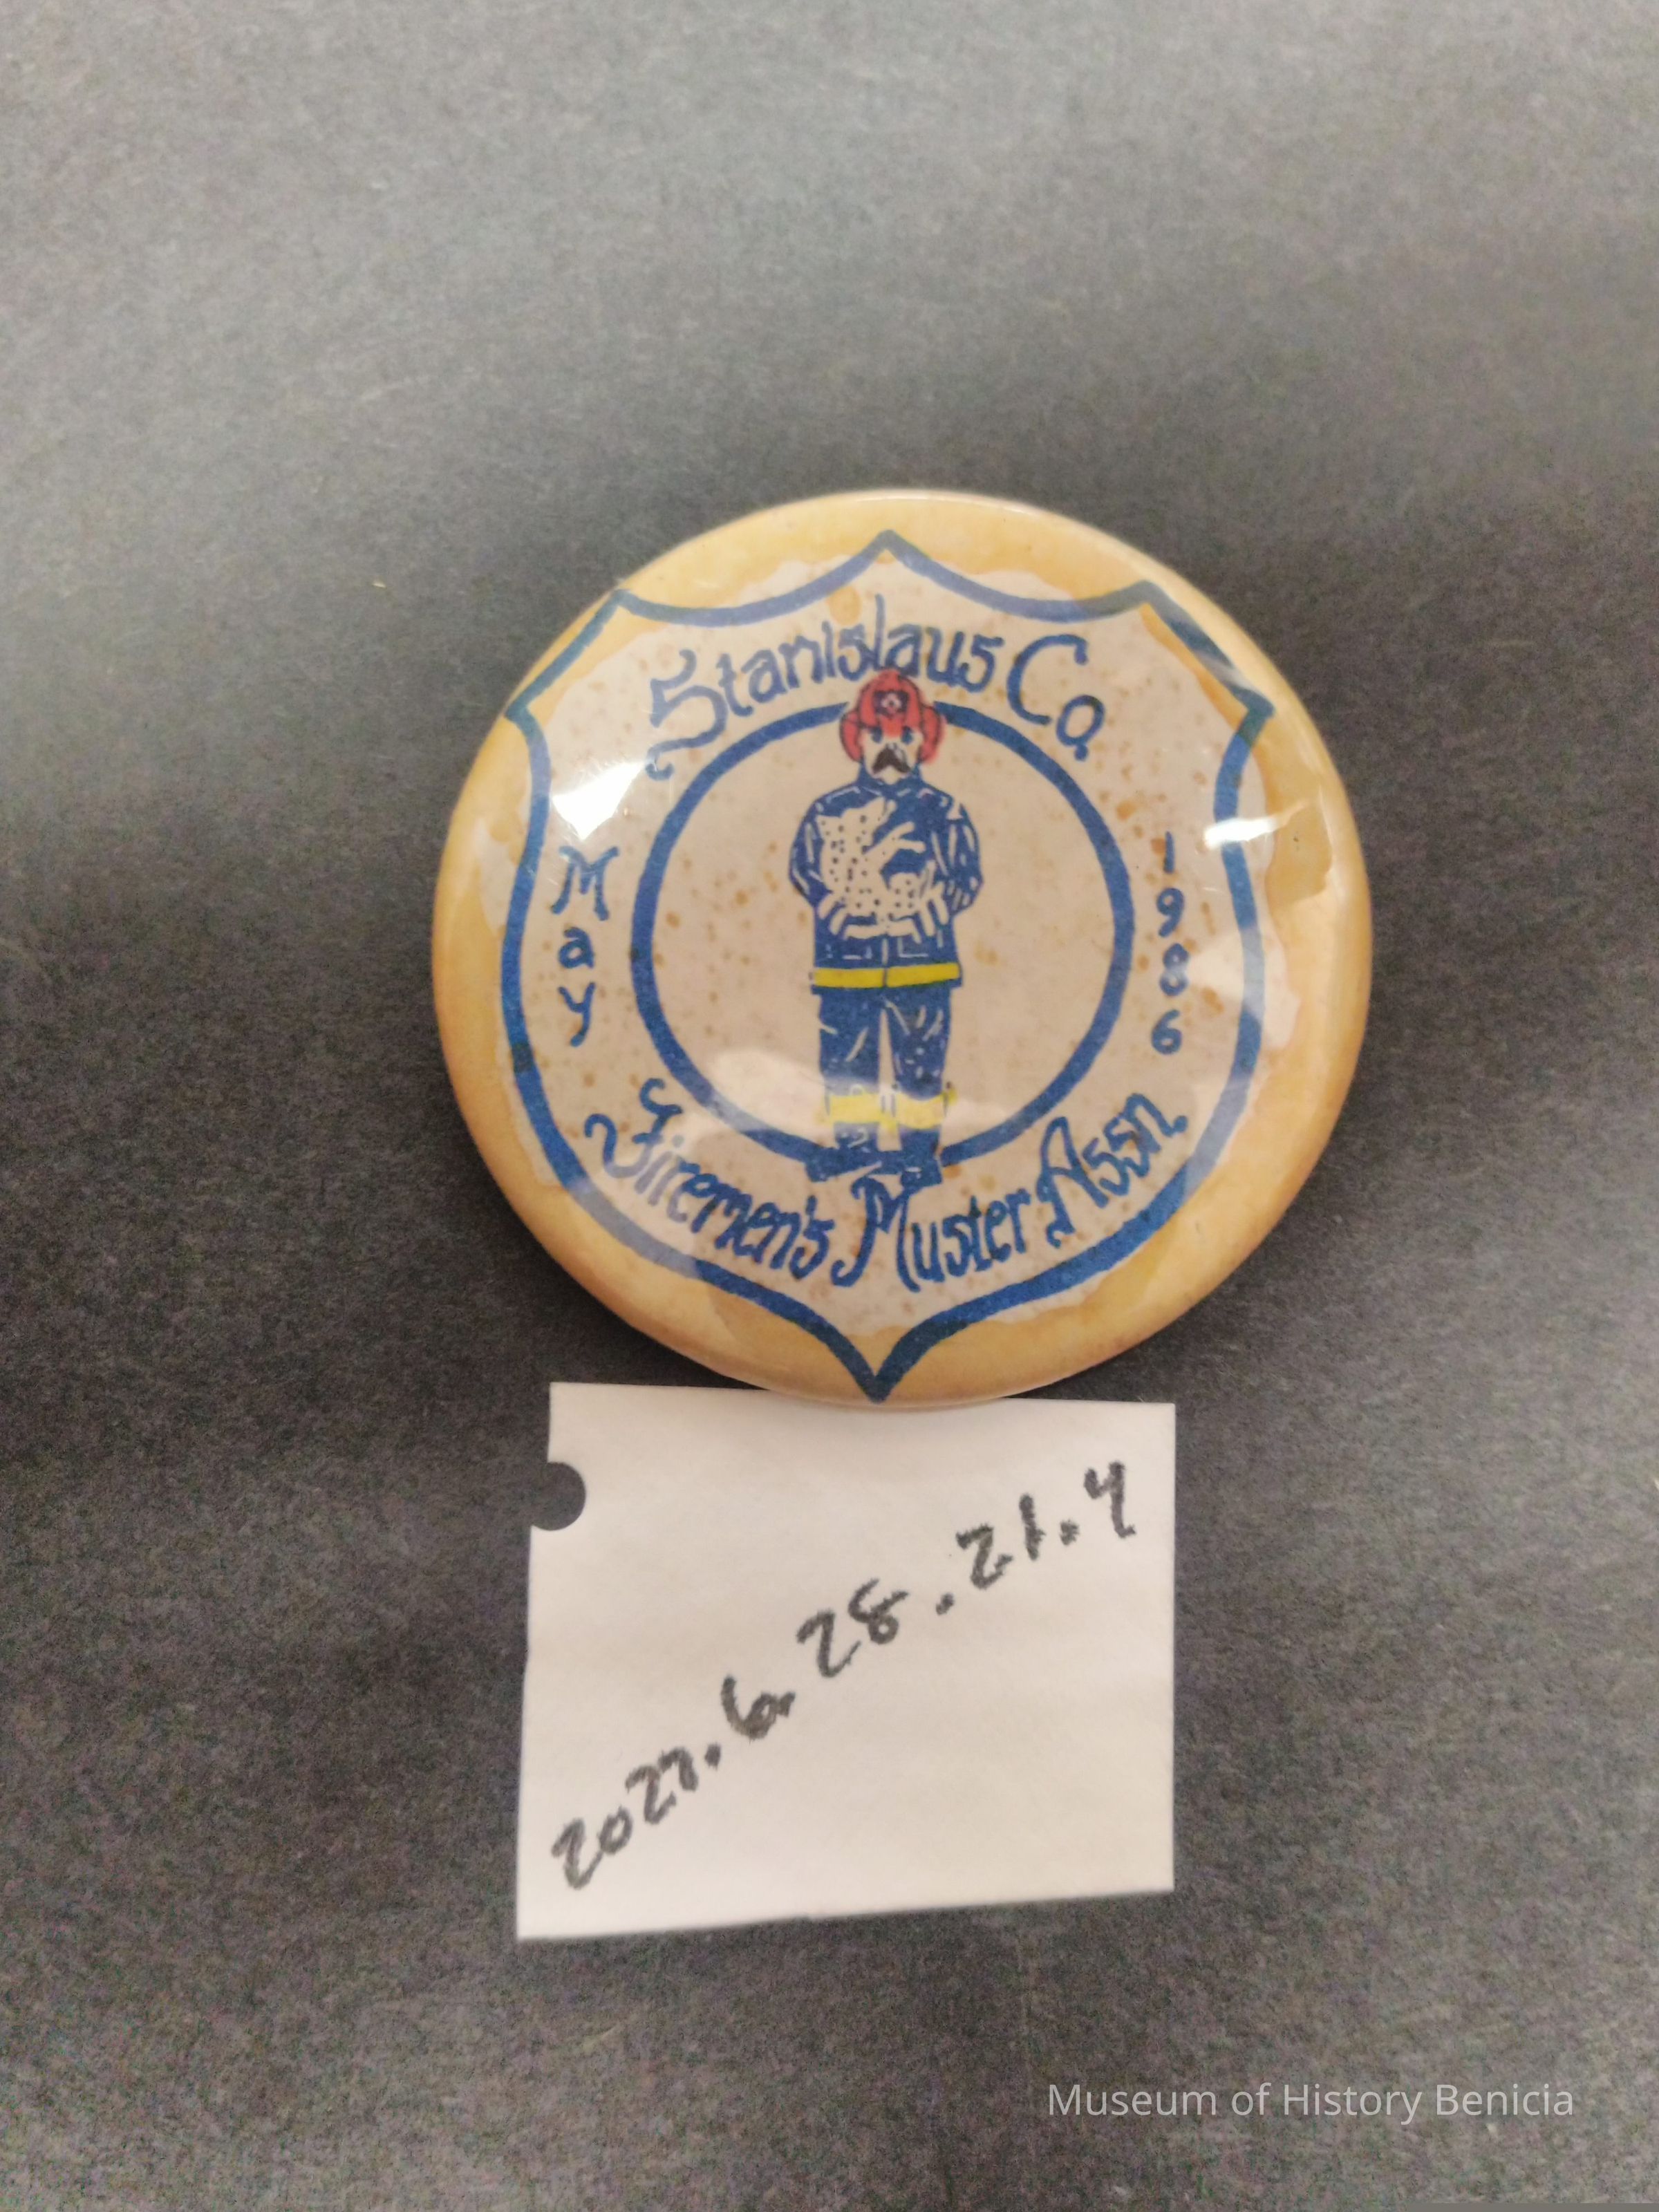 Stanislaus Co.
May
1986
Firemen's Muster Assn
2027.6.28.21.4
Museum of History Benicia